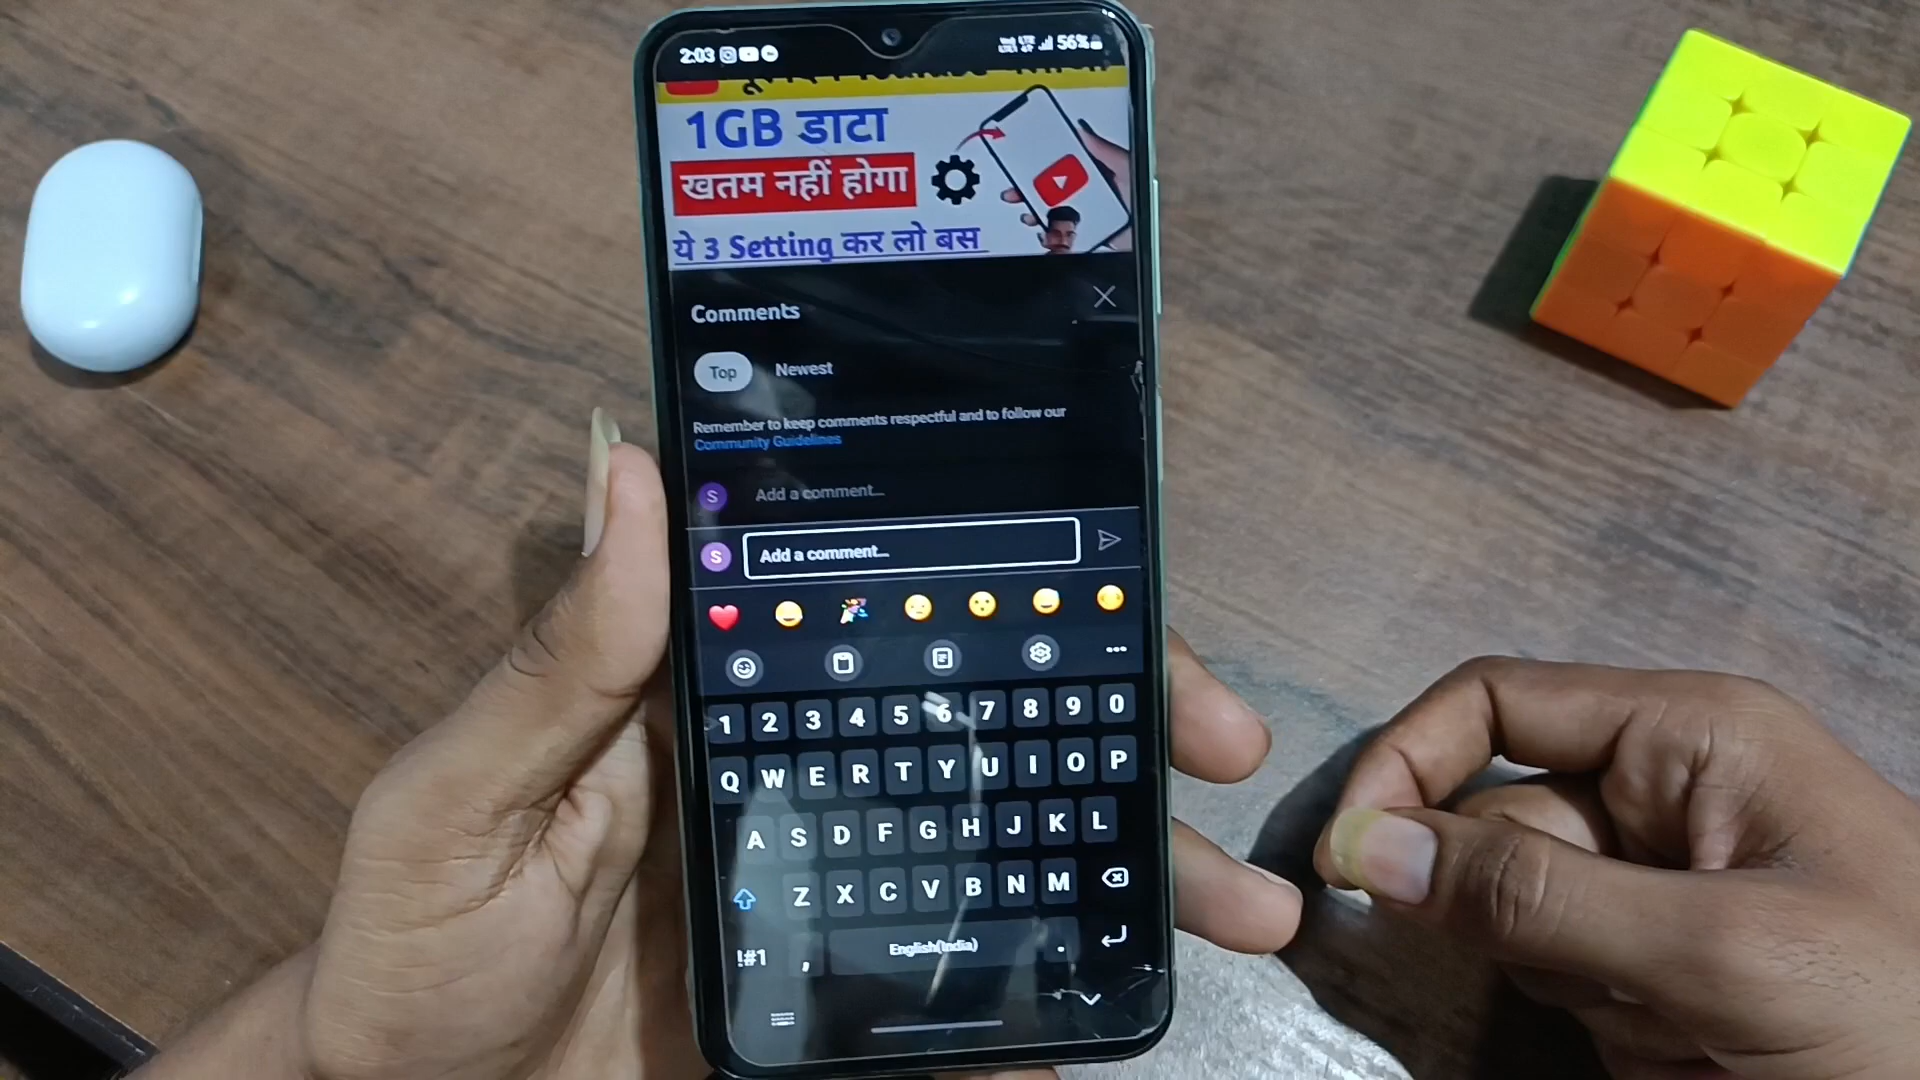 2:03
56%
1GB डाटा
खतम नहीं होगा
ये 3 Setting कर लो बस
Comments
Top Newest
Remember to keep comments respectful and to follow our
Community Guidelines
S Add a comment...
S Add a comment...
1 2 3 4 5 6 7 8 9 0
Q W E R T Y U I O P
A S D F G H J K L
Z X C V B N M
!#1 , English(India) .